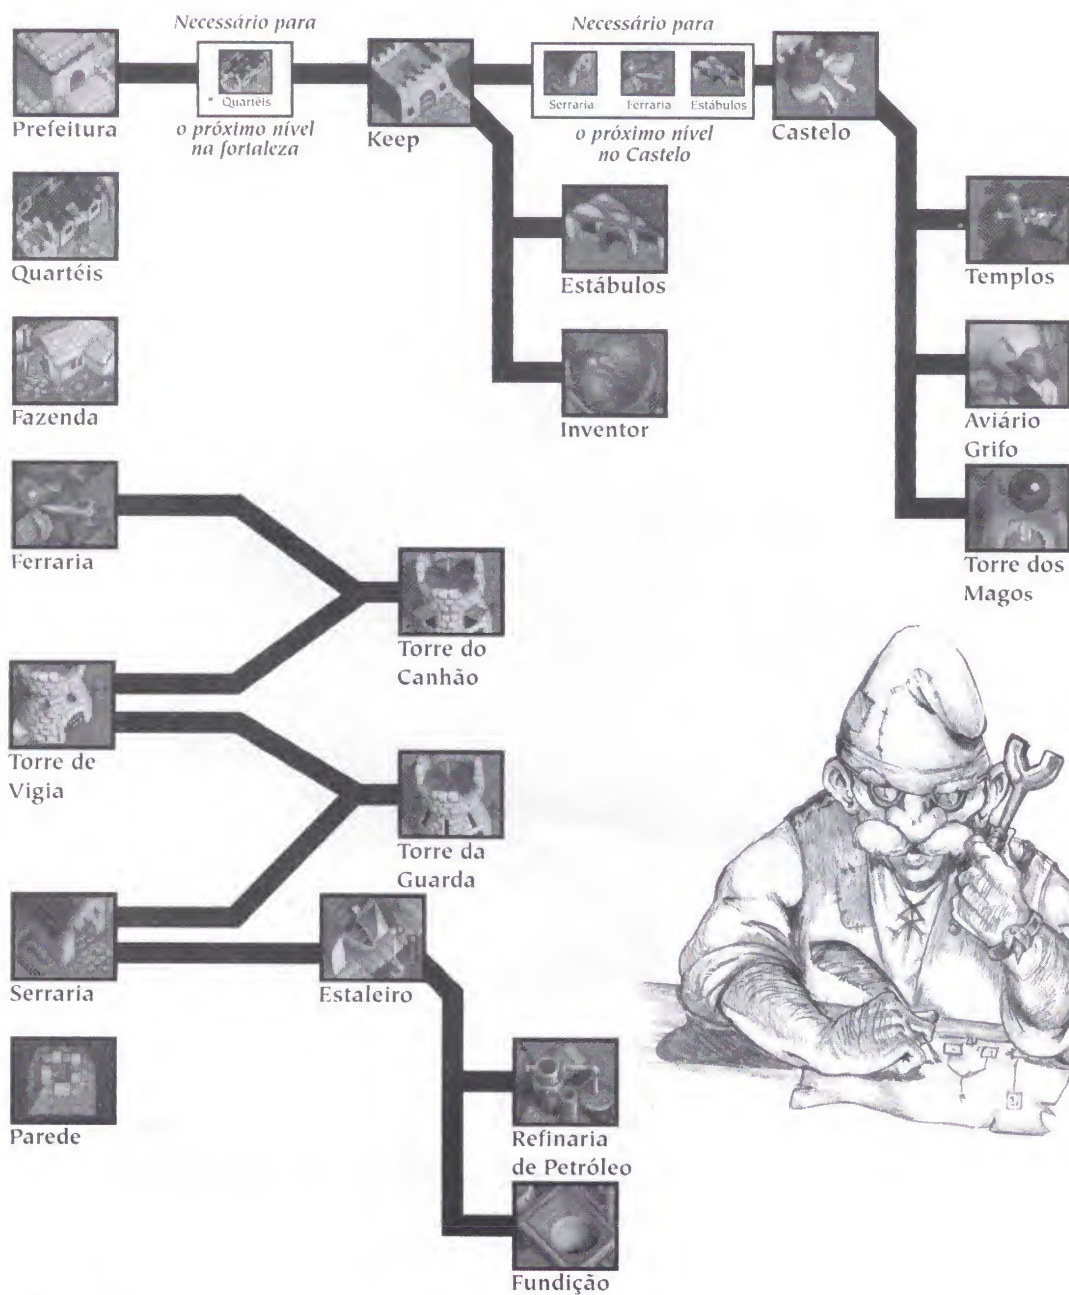 Necessário para
Quartéis
o próximo nível
na fortaleza
Necessário para
Serraria Ferraria Estábulos
o próximo nível
no Castelo
Prefeitura
Keep
Castelo
Quartéis
Estábulos
Templos
Fazenda
Inventor
Aviário
Grifo
Ferraria
Torre dos
Magos
Torre do
Canhão
Torre de
Vigia
Torre da
Guarda
Serraria
Estaleiro
Parede
Refinaria
de Petróleo
Fundição